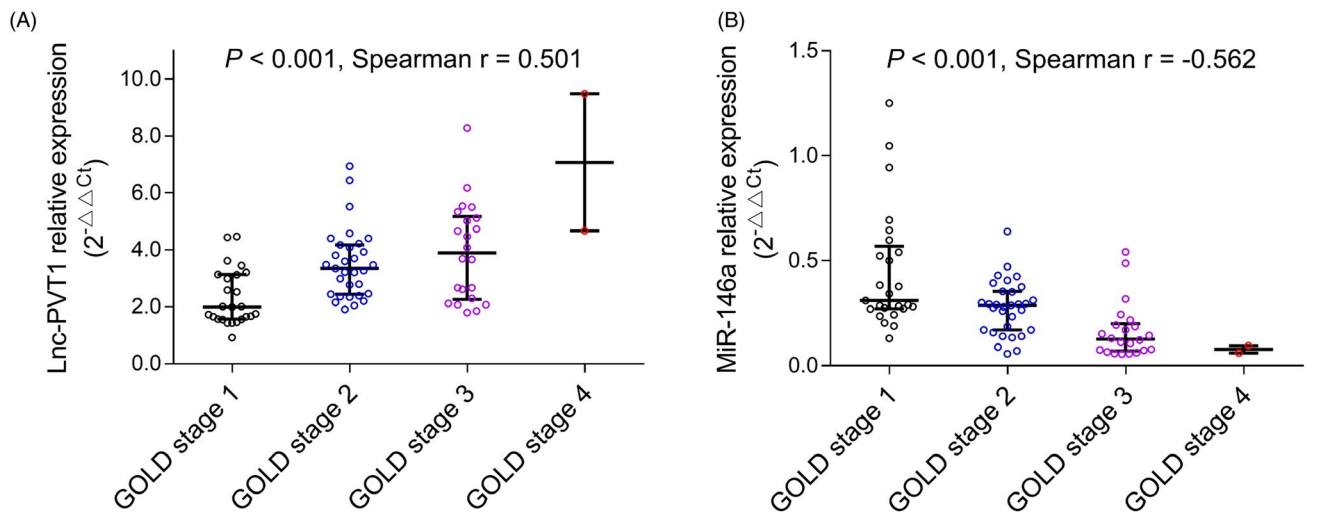 (A)
P < 0.001, Spearman r = 0.501
Lnc-PVT1 relative expression
(2-△△Ct)
10.0
8.0
6.0
4.0
2.0
0.0
GOLD stage 1
GOLD stage 2
GOLD stage 3
GOLD stage 4
(B)
P < 0.001, Spearman r = -0.562
MiR-146a relative expression
(2-△△Ct)
1.5
1.0
0.5
0.0
GOLD stage 1
GOLD stage 2
GOLD stage 3
GOLD stage 4